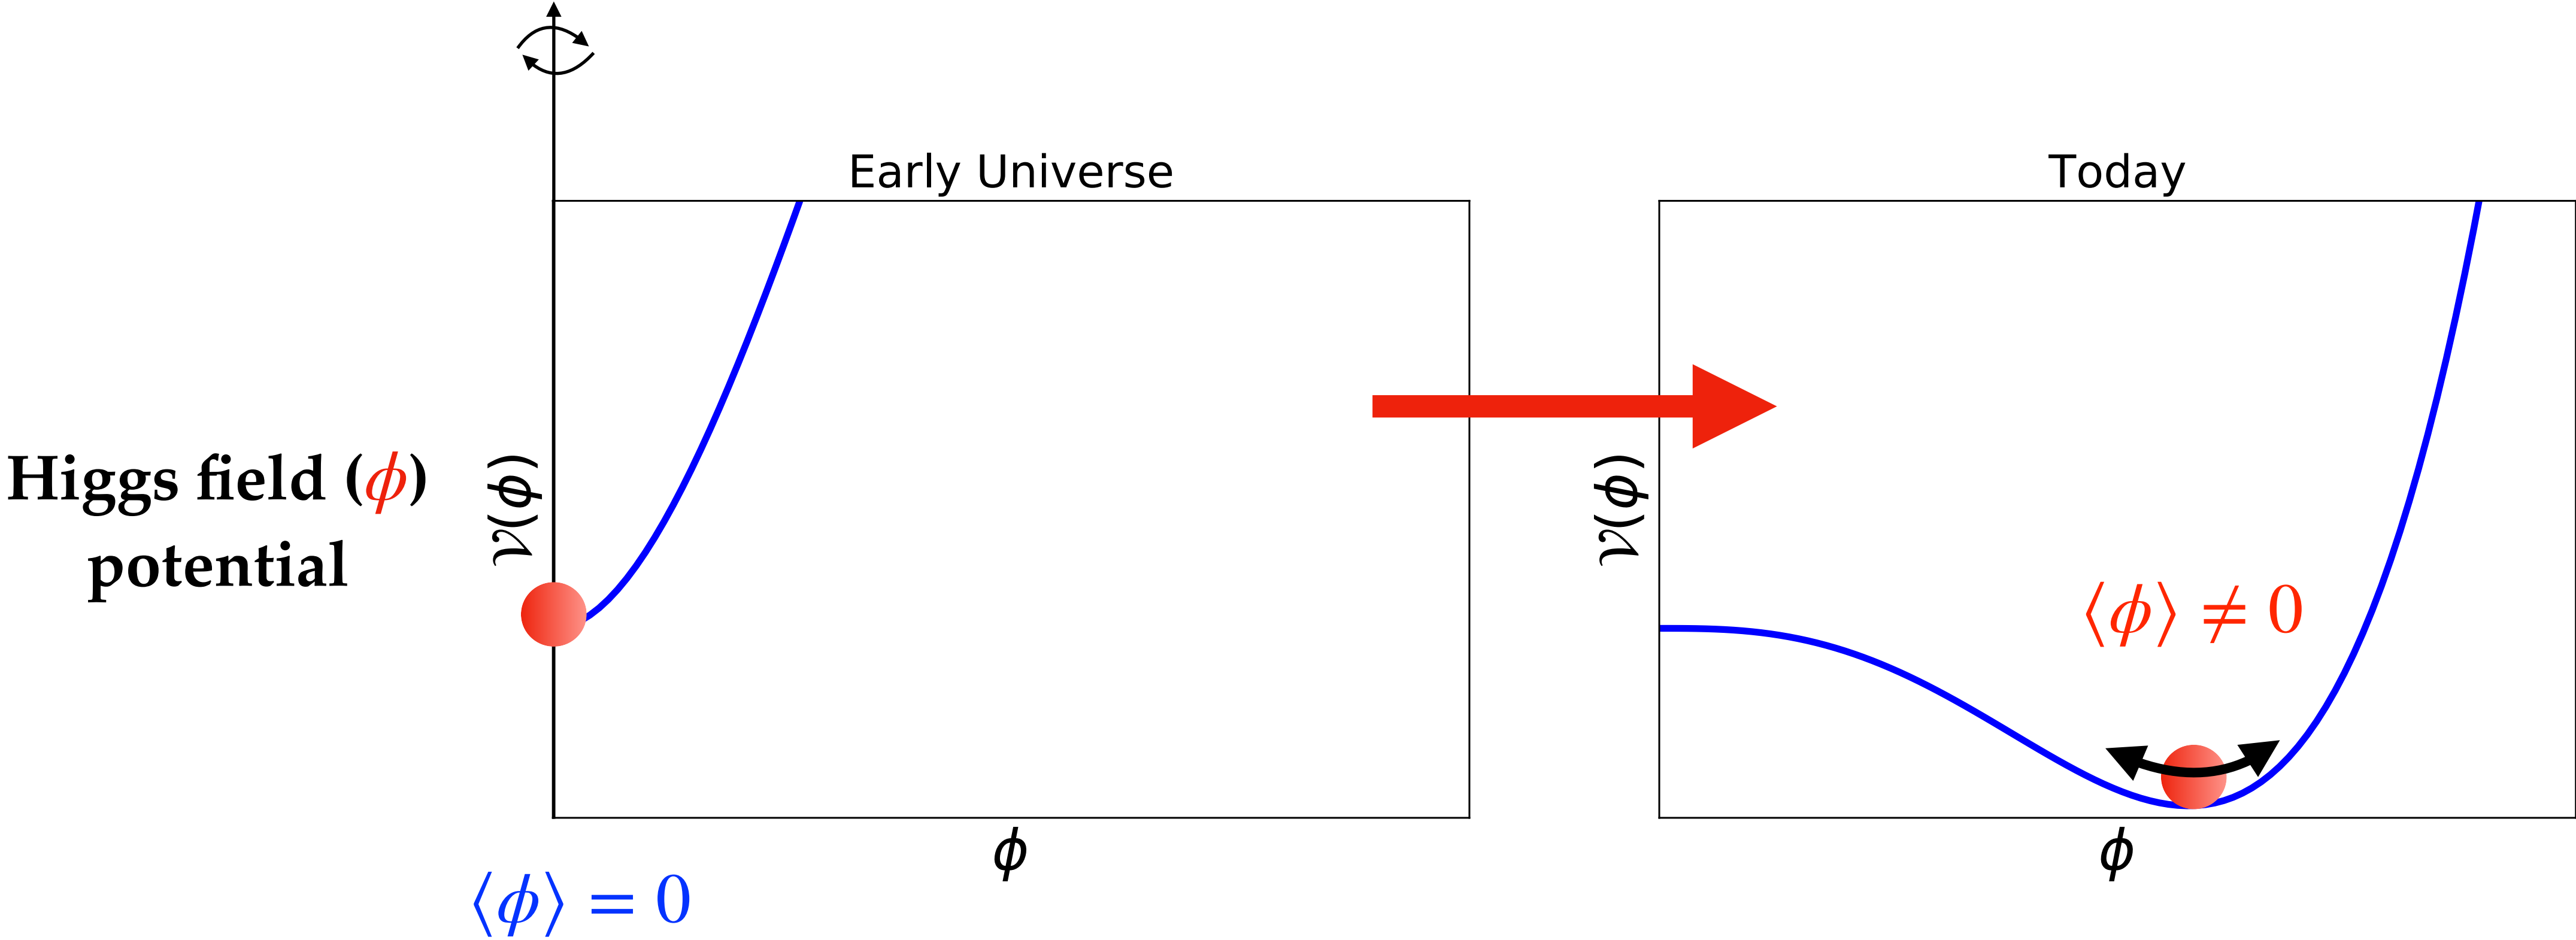 Early Universe
Today
Higgs field (ϕ)
potential
𝒱(ϕ)
𝒱(ϕ)
⟨ϕ⟩ ≠ 0
ϕ
ϕ
⟨ϕ⟩ = 0